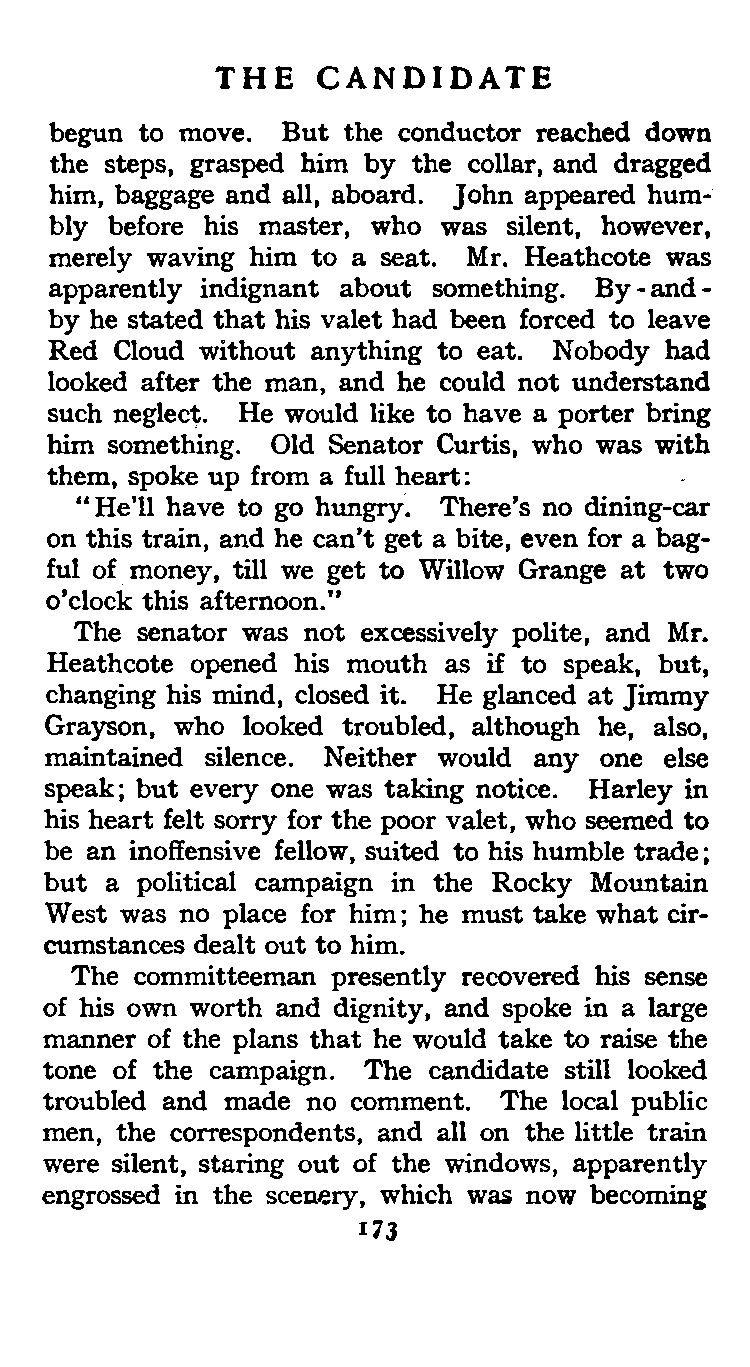 THE CANDIDATE
begun to move. But the conductor reached down
the steps, grasped him by the collar, and dragged
him, baggage and all, aboard. John appeared hum-
bly before his master, who was silent, however,
merely waving him to a seat. Mr. Heathcote was
apparently indignant about something. By-and-
by he stated that his valet had been forced to leave
Red Cloud without anything to eat. Nobody had
looked after the man, and he could not understand
such neglect. He would like to have a porter bring
him something. Old Senator Curtis, who was with
them, spoke up from a full heart:
"He'll have to go hungry. There's no dining-car
on this train, and he can't get a bite, even for a bag-
ful of money, till we get to Willow Grange at two
o'clock this afternoon."
The senator was not excessively polite, and Mr.
Heathcote opened his mouth as if to speak, but,
changing his mind, closed it. He glanced at Jimmy
Grayson, who looked troubled, although he, also,
maintained silence. Neither would any one else
speak; but every one was taking notice. Harley in
his heart felt sorry for the poor valet, who seemed to
be an inoffensive fellow, suited to his humble trade;
but a political campaign in the Rocky Mountain
West was no place for him; he must take what cir-
cumstances dealt out to him.
The committeeman presently recovered his sense
of his own worth and dignity, and spoke in a large
manner of the plans that he would take to raise the
tone of the campaign. The candidate still looked
troubled and made no comment. The local public
men, the correspondents, and all on the little train
were silent, staring out of the windows, apparently
engrossed in the scenery, which was now becoming
173